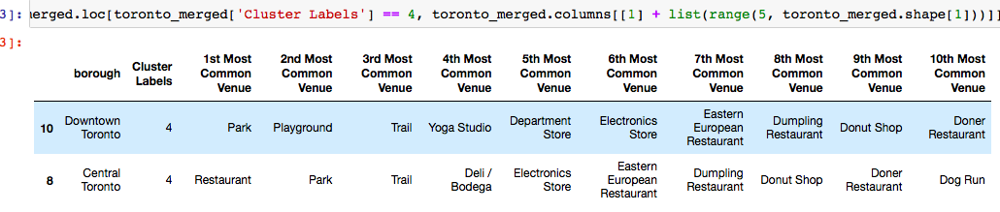 3]: merged.loc[toronto_merged['Cluster Labels'] == 4, toronto_merged.columns[[1] + list(range(5, toronto_merged.shape[1]))]]
3]:
borough Cluster Labels 1st Most Common Venue 2nd Most Common Venue 3rd Most Common Venue 4th Most Common Venue 5th Most Common Venue 6th Most Common Venue 7th Most Common Venue 8th Most Common Venue 9th Most Common Venue 10th Most Common Venue
10 Downtown Toronto 4 Park Playground Trail Yoga Studio Department Store Electronics Store Eastern European Restaurant Dumpling Restaurant Donut Shop Doner Restaurant
8 Central Toronto 4 Restaurant Park Trail Deli / Bodega Electronics Store Eastern European Restaurant Dumpling Restaurant Donut Shop Doner Restaurant Dog Run